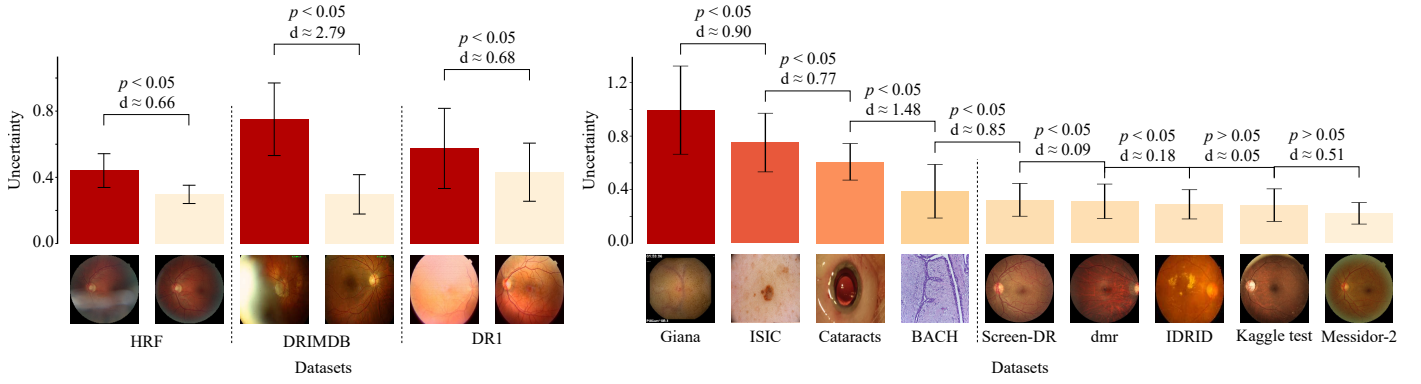 p < 0.05
d ≈ 2.79
p < 0.05
d ≈ 0.68
p < 0.05
d ≈ 0.66
Uncertainty
0.8
0.4
0.0
HRF
DRIMDB
DR1
Datasets
p < 0.05
d ≈ 0.90
p < 0.05
d ≈ 0.77
p < 0.05
d ≈ 1.48
p < 0.05
d ≈ 0.85
p < 0.05
d ≈ 0.09
p < 0.05
d ≈ 0.18
p > 0.05
d ≈ 0.05
p > 0.05
d ≈ 0.51
Uncertainty
1.2
0.8
0.4
0.0
Giana
ISIC
Cataracts
BACH
Screen-DR
dmr
IDRID
Kaggle test
Messidor-2
Datasets